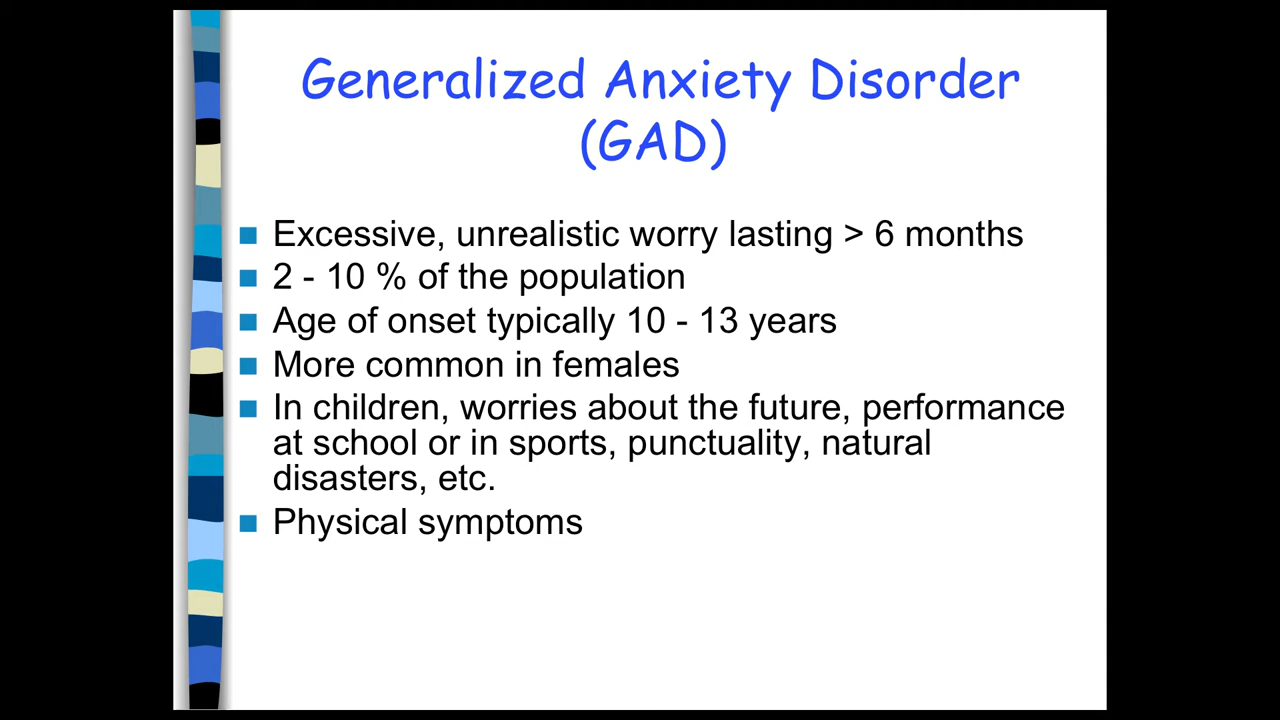 Generalized Anxiety Disorder
(GAD)
Excessive, unrealistic worry lasting > 6 months
2 - 10 % of the population
Age of onset typically 10 - 13 years
More common in females
In children, worries about the future, performance
at school or in sports, punctuality, natural
disasters, etc.
Physical symptoms